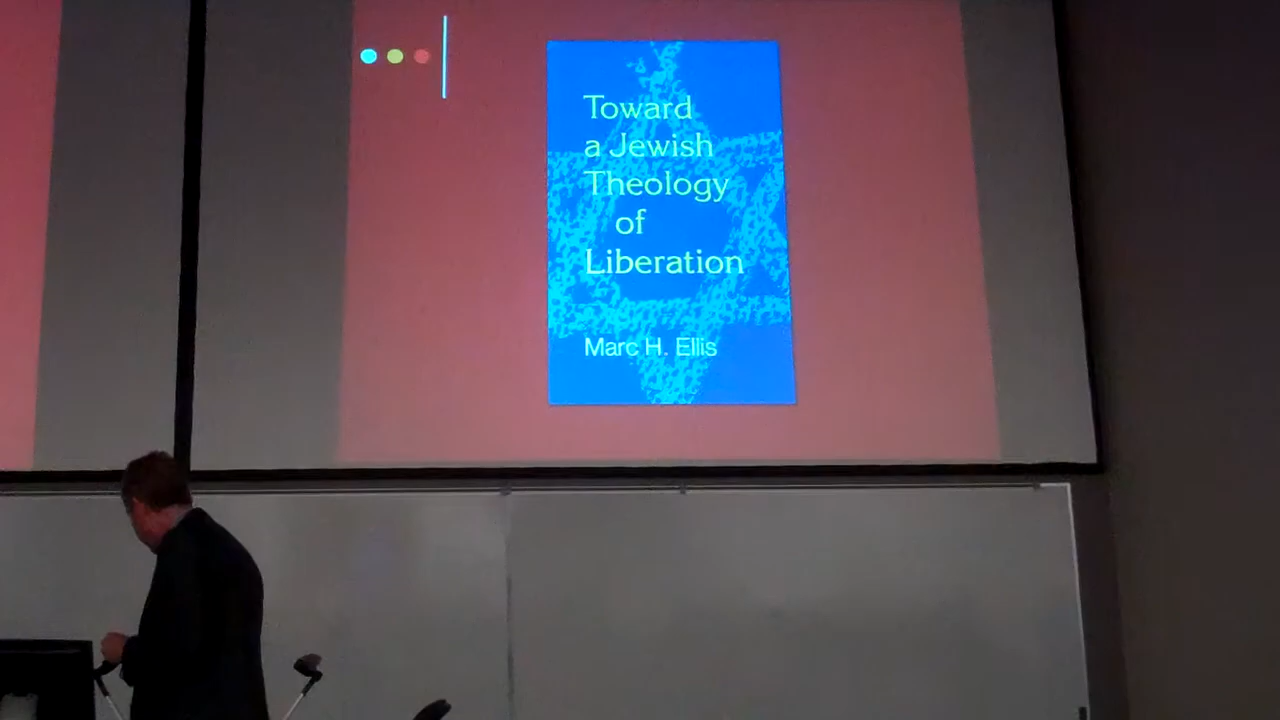 Toward
a Jewish
Theology
of
Liberation
Marc H. Ellis